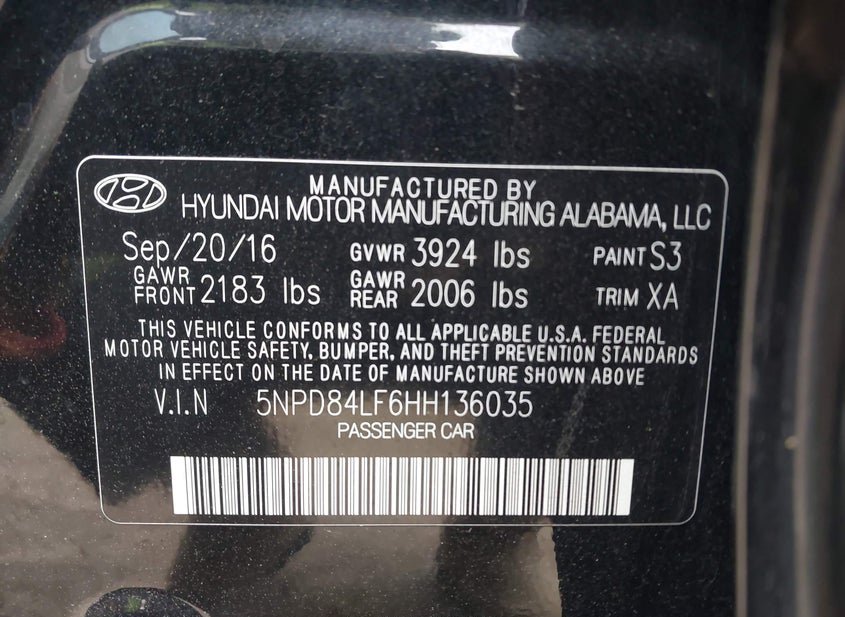 MANUFACTURED BY
HYUNDAI MOTOR MANUFACTURING ALABAMA, LLC
Sep/20/16 GVWR 3924 lbs PAINT S3
GAWR FRONT 2183 lbs GAWR REAR 2006 lbs TRIM XA
THIS VEHICLE CONFORMS TO ALL APPLICABLE U.S.A. FEDERAL
MOTOR VEHICLE SAFETY, BUMPER, AND THEFT PREVENTION STANDARDS
IN EFFECT ON THE DATE OF MANUFACTURE SHOWN ABOVE
V.I.N 5NPD84LF6HH136035
PASSENGER CAR